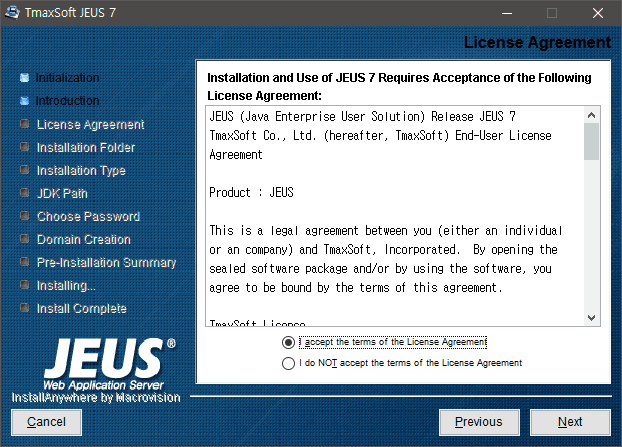 TmaxSoft JEUS 7
License Agreement
Initialization
Introduction
License Agreement
Installation Folder
Installation Type
JDK Path
Choose Password
Domain Creation
Pre-Installation Summary
Installing...
Install Complete
JEUS®
Web Application Server
InstallAnywhere by Macrovision
Installation and Use of JEUS 7 Requires Acceptance of the Following
License Agreement:
JEUS (Java Enterprise User Solution) Release JEUS 7
TmaxSoft Co., Ltd. (hereafter, TmaxSoft) End-User License
Agreement
Product : JEUS
This is a legal agreement between you (either an individual
or an company) and TmaxSoft, Incorporated.  By opening the
sealed software package and/or by using the software, you
agree to be bound by the terms of this agreement.
TmaxSoft License
I accept the terms of the License Agreement
I do NOT accept the terms of the License Agreement
Cancel
Previous
Next